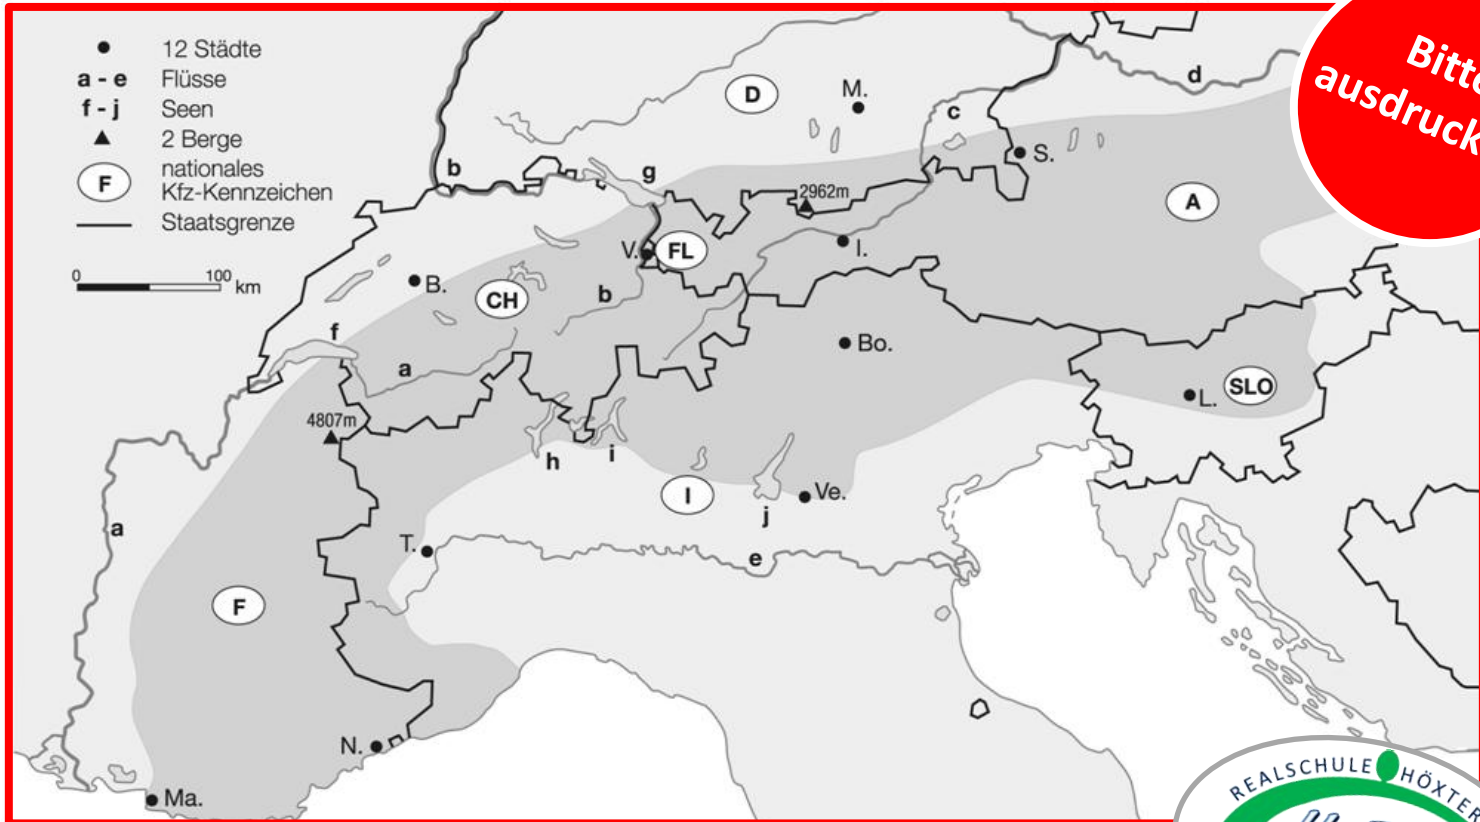 12 Städte
a - e Flüsse
f - j Seen
2 Berge
F nationales
Kfz-Kennzeichen
Staatsgrenze
0 100 km
Bitte
ausdruck
d
D
M.
c
b
g
S.
2962m
A
V.
FL
I.
B.
CH
b
f
Bo.
a
SLO
L.
4807m
h
i
I
Ve.
j
a
T.
e
F
N.
Ma.
REALSCHULE HÖXTER